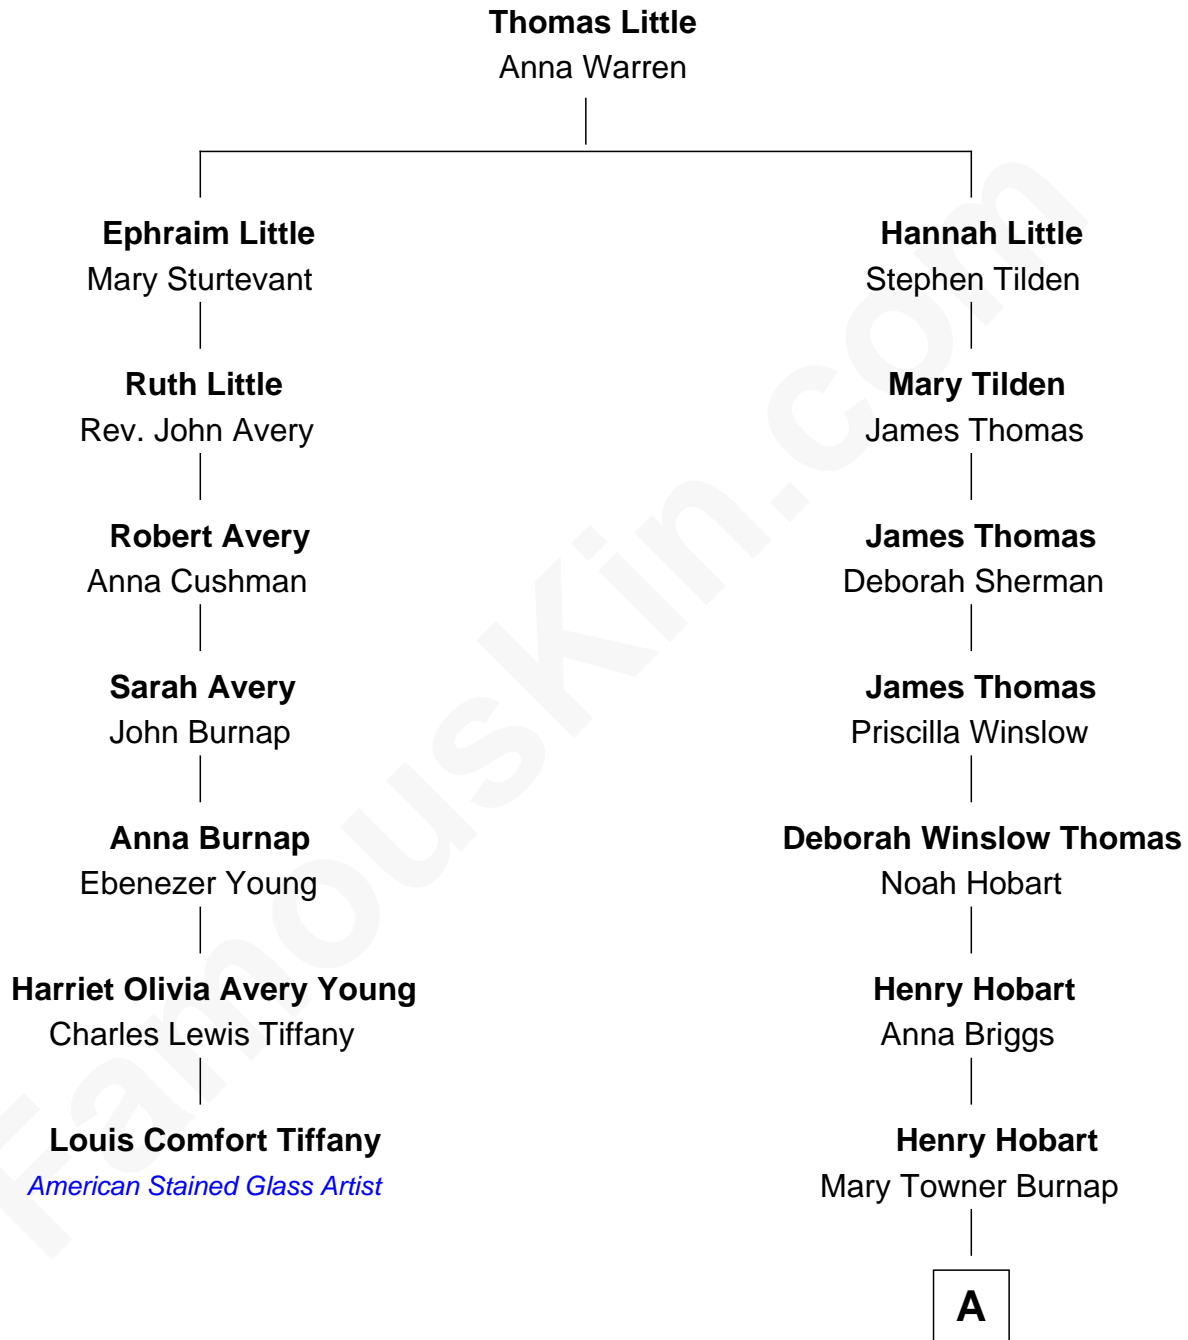 Thomas Little
Anna Warren
Ephraim Little
Mary Sturtevant
Hannah Little
Stephen Tilden
Ruth Little
Rev. John Avery
Mary Tilden
James Thomas
Robert Avery
Anna Cushman
James Thomas
Deborah Sherman
Sarah Avery
John Burnap
James Thomas
Priscilla Winslow
Anna Burnap
Ebenezer Young
Deborah Winslow Thomas
Noah Hobart
Harriet Olivia Avery Young
Charles Lewis Tiffany
Henry Hobart
Anna Briggs
Louis Comfort Tiffany
American Stained Glass Artist
Henry Hobart
Mary Towner Burnap
A
FamousKin.com